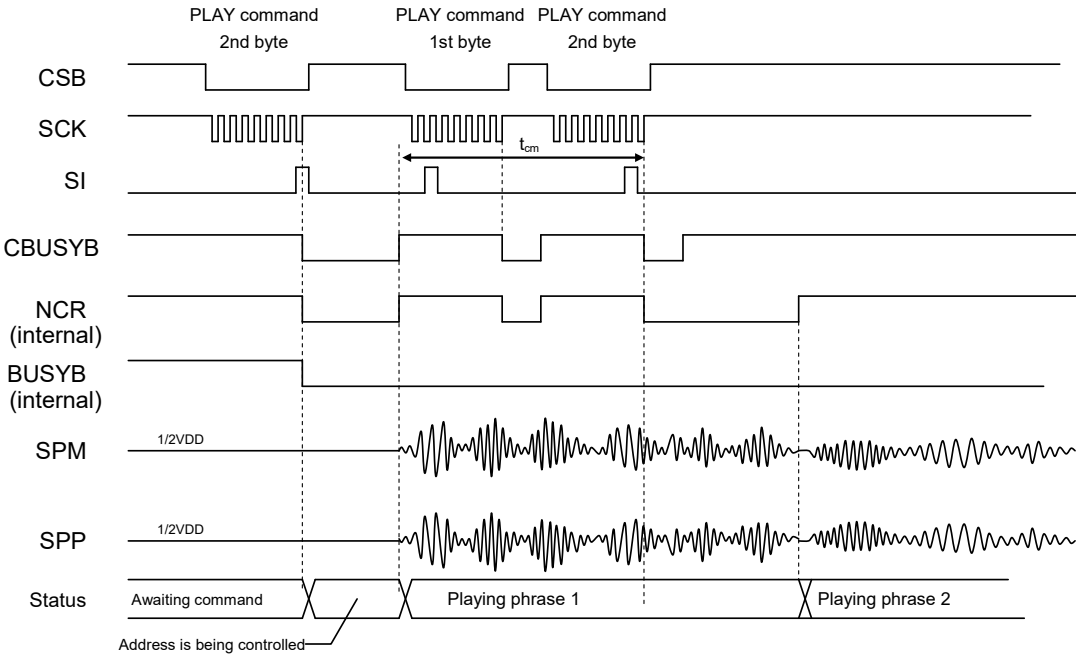 PLAY command
2nd byte
PLAY command
1st byte
PLAY command
2nd byte
CSB
SCK
tcm
SI
CBUSYB
NCR
(internal)
BUSYB
(internal)
1/2VDD
SPM
1/2VDD
SPP
Status
Awaiting command
Playing phrase 1
Playing phrase 2
Address is being controlled